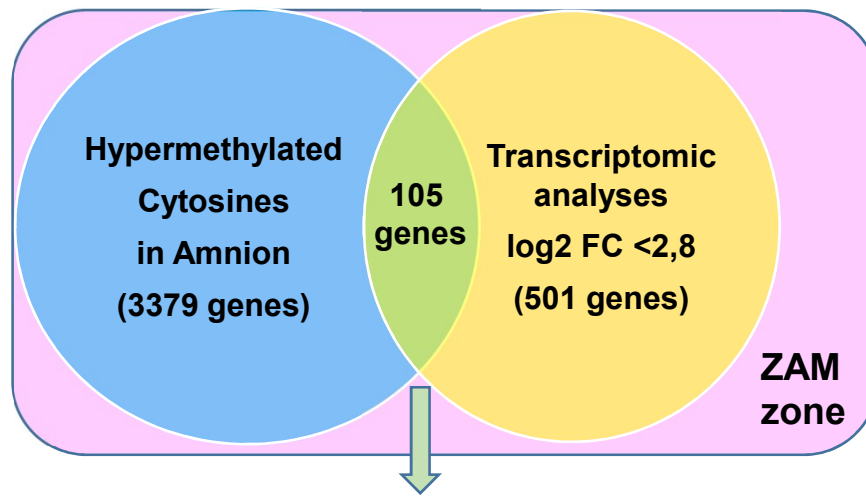 Hypermethylated
Cytosines
in Amnion
(3379 genes)
105
genes
Transcriptomic
analyses
log2 FC <2,8
(501 genes)
ZAM
zone